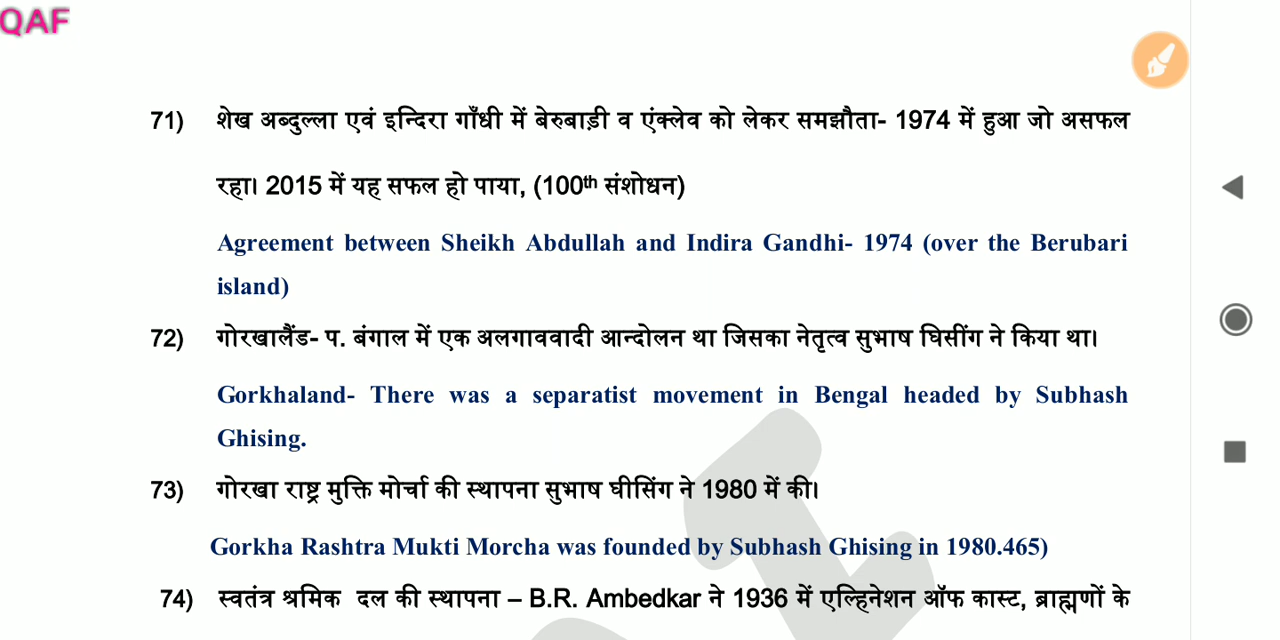 QAF
71) शेख अब्दुल्ला एवं इन्दिरा गाँधी में बेरुबाड़ी व एंक्लेव को लेकर समझौता- 1974 में हुआ जो असफल
रहा। 2015 में यह सफल हो पाया, (100th संशोधन)
Agreement between Sheikh Abdullah and Indira Gandhi- 1974 (over the Berubari
island)
72) गोरखालैंड- प. बंगाल में एक अलगाववादी आन्दोलन था जिसका नेतृत्व सुभाष घिसींग ने किया था।
Gorkhaland- There was a separatist movement in Bengal headed by Subhash
Ghising.
73) गोरखा राष्ट्र मुक्ति मोर्चा की स्थापना सुभाष घीसिंग ने 1980 में की।
Gorkha Rashtra Mukti Morcha was founded by Subhash Ghising in 1980.465)
74) स्वतंत्र श्रमिक दल की स्थापना – B.R. Ambedkar ने 1936 में एल्हिनेशन ऑफ कास्ट, ब्राह्मणों के